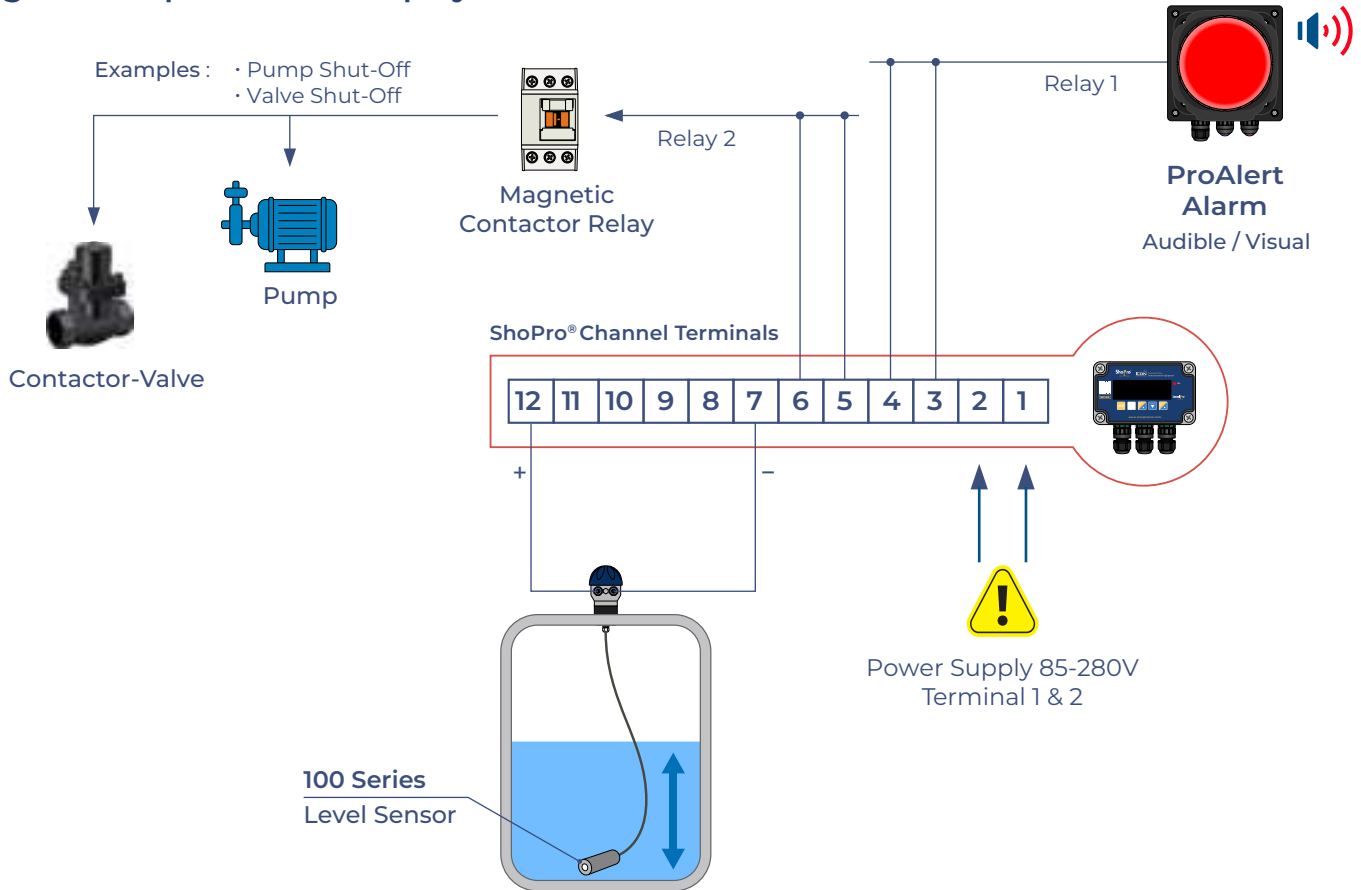 Examples : · Pump Shut-Off
· Valve Shut-Off
Relay 1
Relay 2
ProAlert
Alarm
Audible / Visual
Magnetic
Contactor Relay
Pump
Contactor-Valve
ShoPro® Channel Terminals
12 11 10 9 8 7 6 5 4 3 2 1
ShoPro
+ −
Power Supply 85-280V
Terminal 1 & 2
100 Series
Level Sensor